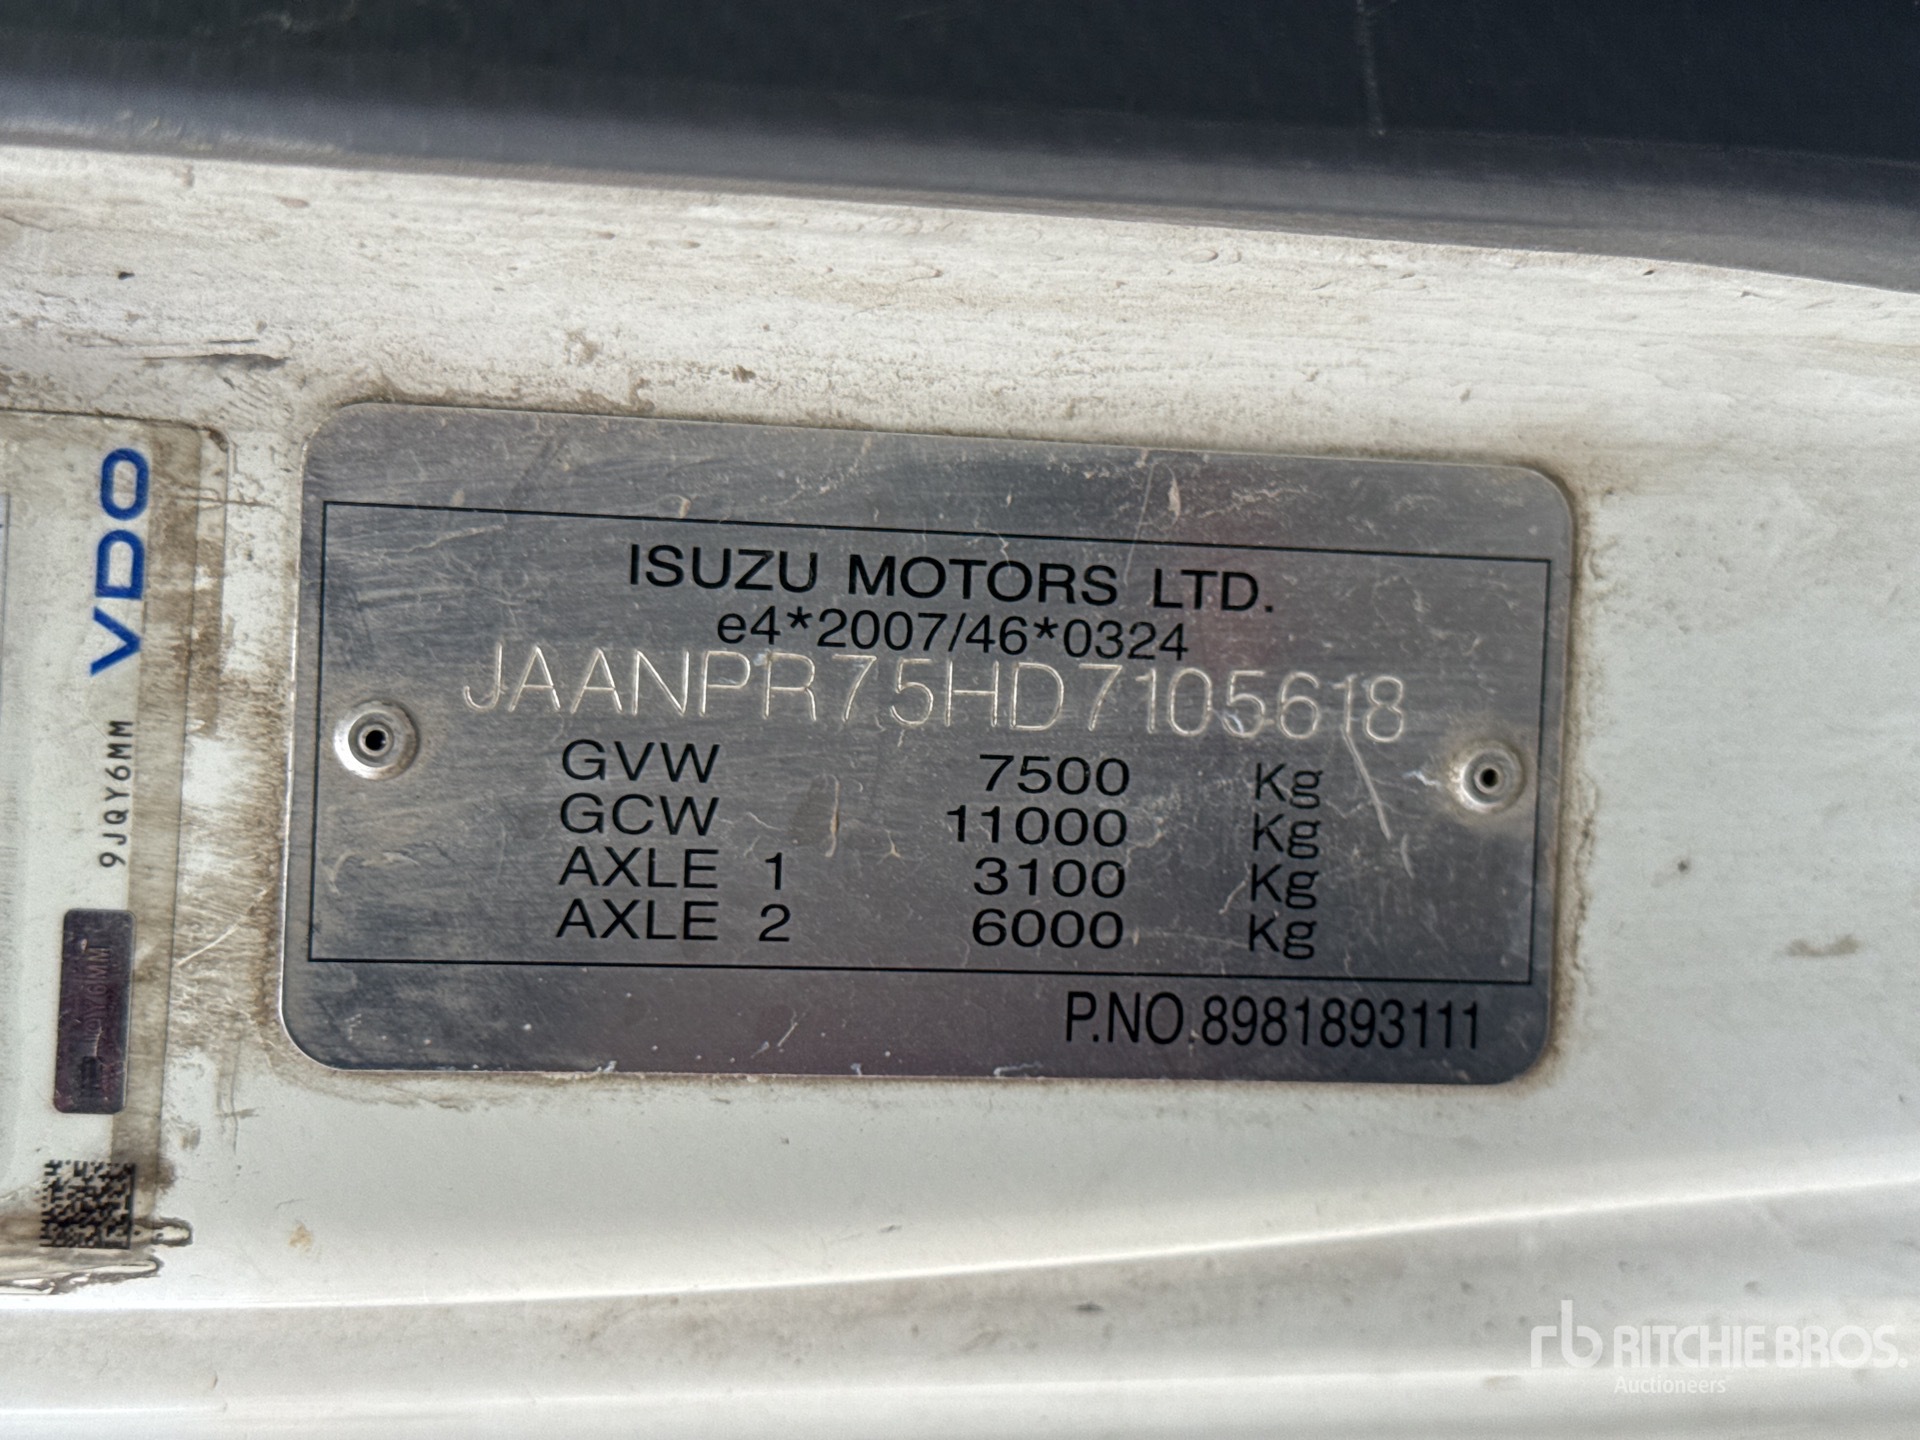 VDO
9JQY6MM
ISUZU MOTORS LTD.
e4*2007/46*0324
JAANPR75HD7105618
GVW 7500 Kg
GCW 11000 Kg
AXLE 1 3100 Kg
AXLE 2 6000 Kg
P.NO.8981893111
rb RITCHIE BROS.
Auctioneers